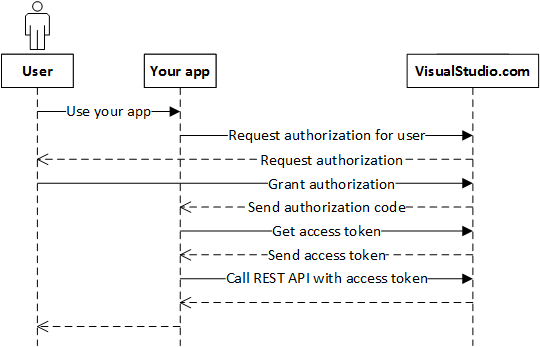 User
Your app
VisualStudio.com
Use your app
Request authorization for user
Request authorization
Grant authorization
Send authorization code
Get access token
Send access token
Call REST API with access token